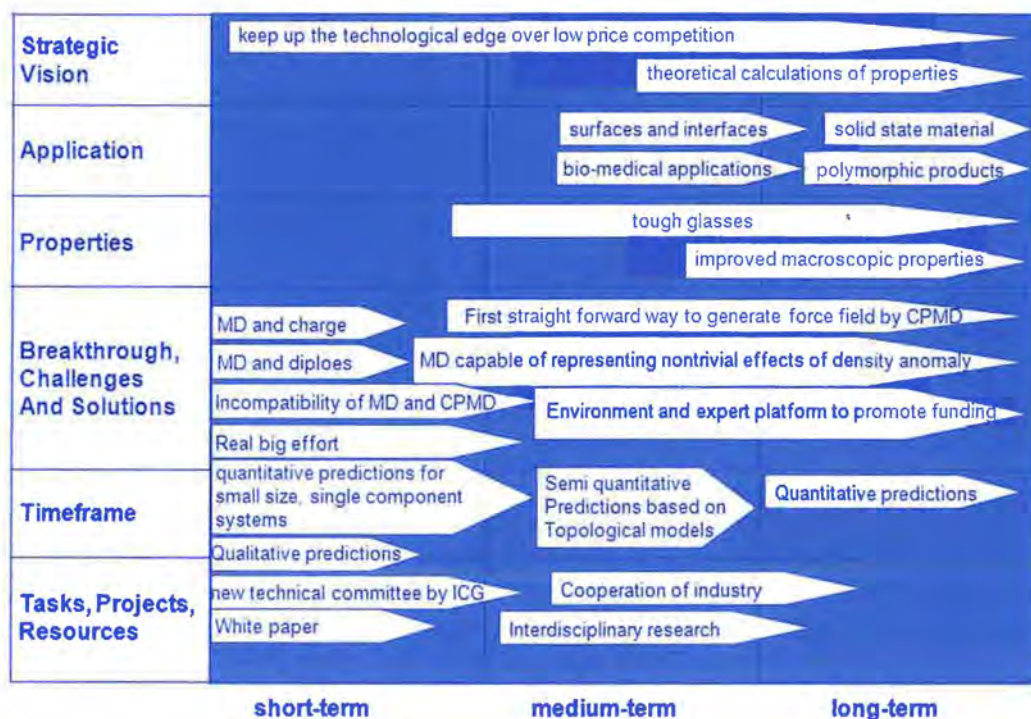 Strategic
Vision
keep up the technological edge over low price competition
theoretical calculations of properties
Application
surfaces and interfaces
solid state material
bio-medical applications
polymorphic products
Properties
tough glasses
improved macroscopic properties
Breakthrough,
Challenges
And Solutions
MD and charge
First straight forward way to generate force field by CPMD
MD and diploes
MD capable of representing nontrivial effects of density anomaly
Incompatibility of MD and CPMD
Environment and expert platform to promote funding
Real big effort
Timeframe
quantitative predictions for
small size, single component
systems
Semi quantitative
Predictions based on
Topological models
Quantitative predictions
Qualitative predictions
Tasks, Projects,
Resources
new technical committee by ICG
Cooperation of industry
White paper
Interdisciplinary research
short-term
medium-term
long-term